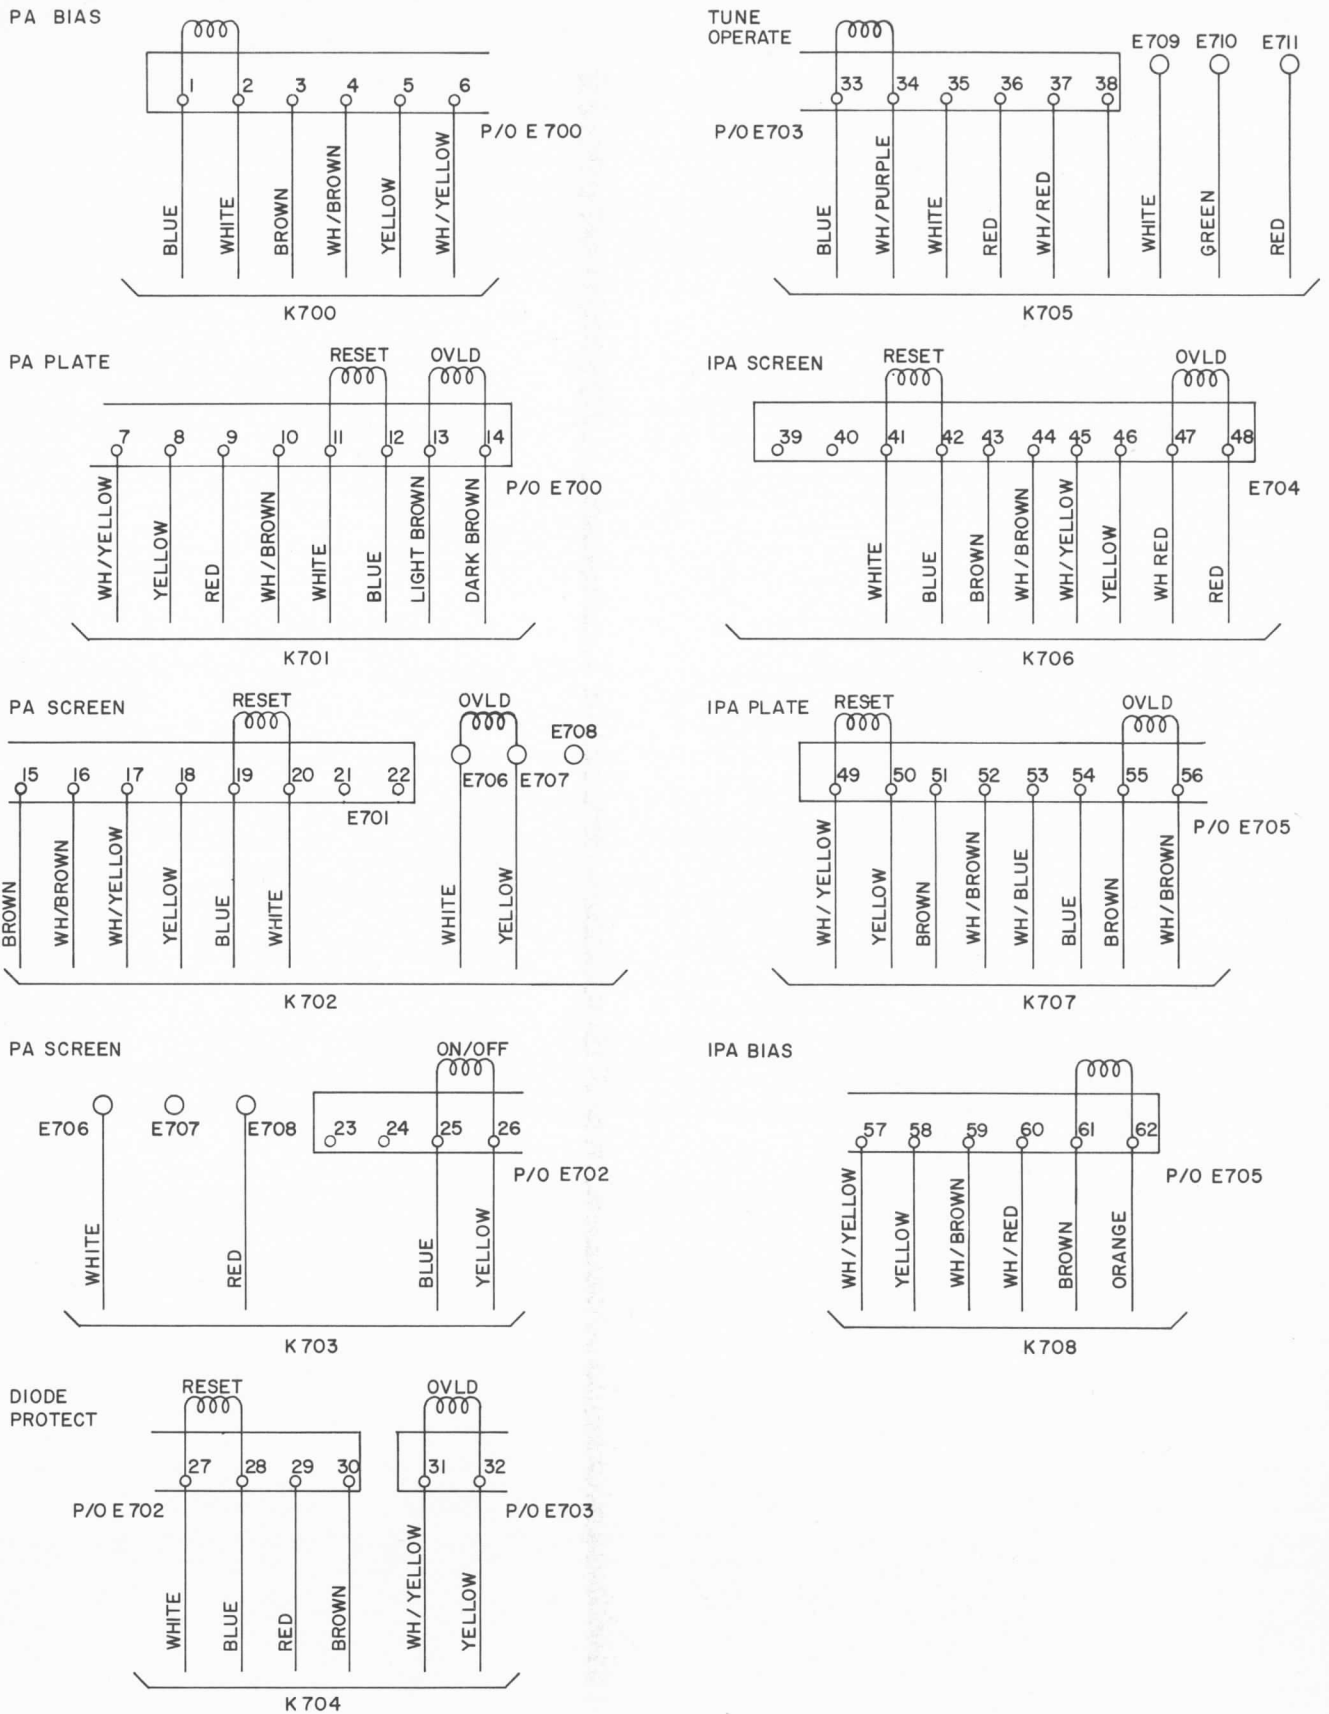 PA BIAS
1 2 3 4 5 6
P/O E 700
BLUE
WHITE
BROWN
WH/BROWN
YELLOW
WH/YELLOW
K700
PA PLATE
RESET OVLD
7 8 9 10 11 12 13 14
P/O E700
WH/YELLOW
YELLOW
RED
WH/BROWN
WHITE
BLUE
LIGHT BROWN
DARK BROWN
K701
PA SCREEN
RESET OVLD
E708
15 16 17 18 19 20 21 22
E706 E707
E701
BROWN
WH/BROWN
WH/YELLOW
YELLOW
BLUE
WHITE
WHITE
YELLOW
K702
PA SCREEN
ON/OFF
E706 E707 E708
23 24 25 26
P/O E702
WHITE
RED
BLUE
YELLOW
K703
DIODE
PROTECT
RESET OVLD
27 28 29 30 31 32
P/O E702 P/O E703
WHITE
BLUE
RED
BROWN
WH/YELLOW
YELLOW
K704
TUNE
OPERATE
E709 E710 E711
33 34 35 36 37 38
P/O E703
BLUE
WH/PURPLE
WHITE
RED
WH/RED
WHITE
GREEN
RED
K705
IPA SCREEN
RESET OVLD
39 40 41 42 43 44 45 46 47 48
E704
WHITE
BLUE
BROWN
WH/BROWN
WH/YELLOW
YELLOW
WH RED
RED
K706
IPA PLATE
RESET OVLD
49 50 51 52 53 54 55 56
P/O E705
WH/YELLOW
YELLOW
BROWN
WH/BROWN
WH/BLUE
BLUE
BROWN
WH/BROWN
K707
IPA BIAS
57 58 59 60 61 62
P/O E705
WH/YELLOW
YELLOW
WH/BROWN
WH/RED
BROWN
ORANGE
K708